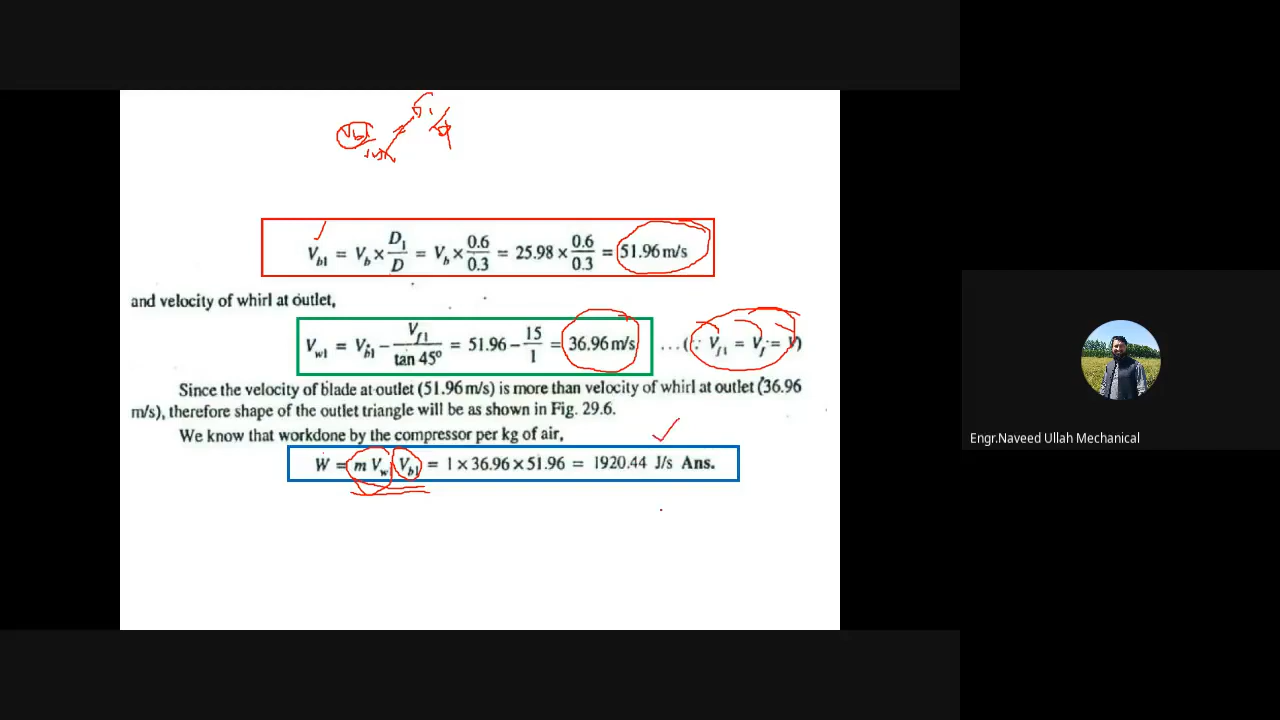 Vb1
V_b1 = V_b × D_1/D = V_b × 0.6/0.3 = 25.98 × 0.6/0.3 = 51.96 m/s
and velocity of whirl at outlet,
V_w1 = V_b1 − V_f1/tan 45° = 51.96 − 15/1 = 36.96 m/s ...(∵ V_f1 = V_f = V)
Since the velocity of blade at outlet (51.96 m/s) is more than velocity of whirl at outlet (36.96
m/s), therefore shape of the outlet triangle will be as shown in Fig. 29.6.
We know that workdone by the compressor per kg of air,
W = m V_w1 V_b1 = 1 × 36.96 × 51.96 = 1920.44 J/s Ans.
Engr.Naveed Ullah Mechanical